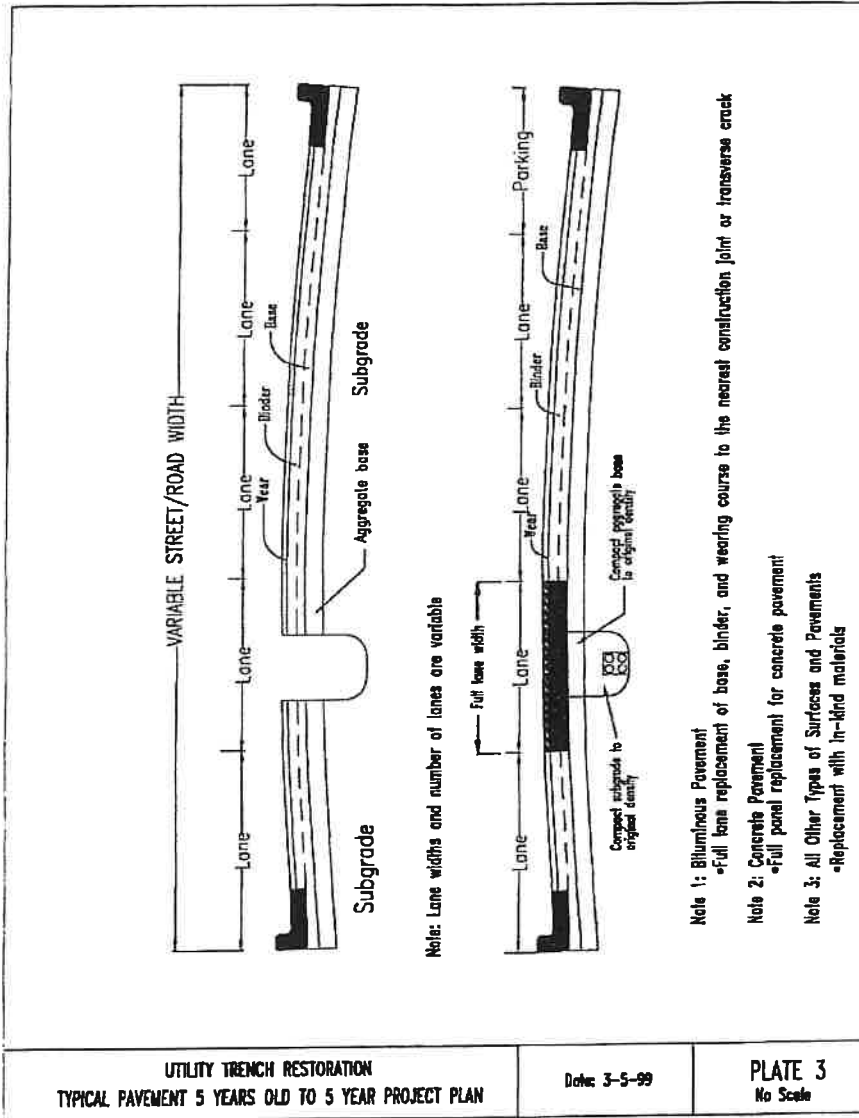 VARIABLE STREET/ROAD WIDTH
Lane
Lane
Lane
Lane
Lane
Wear
Binder
Base
Aggregate base
Subgrade
Subgrade
Note: Lane widths and number of lanes are variable
Full lane width
Lane
Lane
Lane
Lane
Parking
Wear
Binder
Base
Compact subgrade to
original density
Compact aggregate base
to original density
Note 1: Bituminous Pavement
•Full lane replacement of base, binder, and wearing course to the nearest construction joint or transverse crack
Note 2: Concrete Pavement
•Full panel replacement for concrete pavement
Note 3: All Other Types of Surfaces and Pavements
•Replacement with in-kind materials
UTILITY TRENCH RESTORATION
TYPICAL PAVEMENT 5 YEARS OLD TO 5 YEAR PROJECT PLAN
Date: 3-5-99
PLATE 3
No Scale